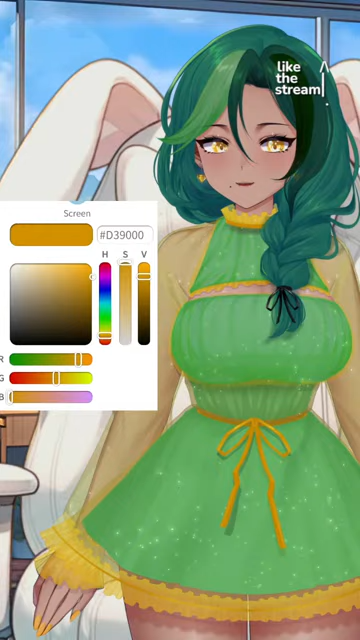 like
the
stream
Screen
#D39000
H S V
R
G
B